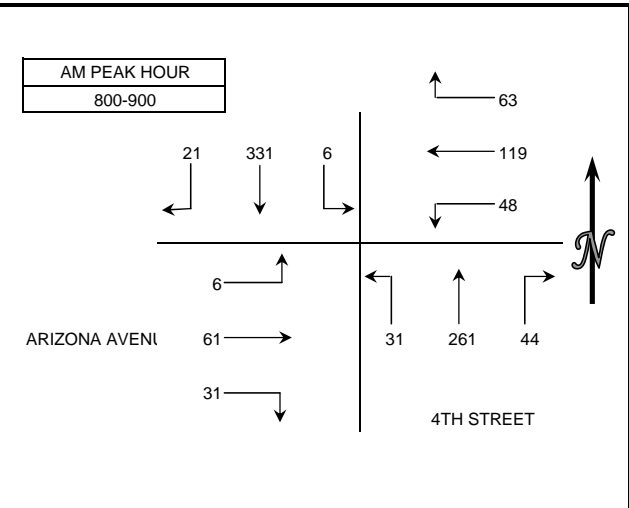 AM PEAK HOUR
800-900
63
21 331 6
119
48
6
N
ARIZONA AVENU
61
31 261 44
31
4TH STREET